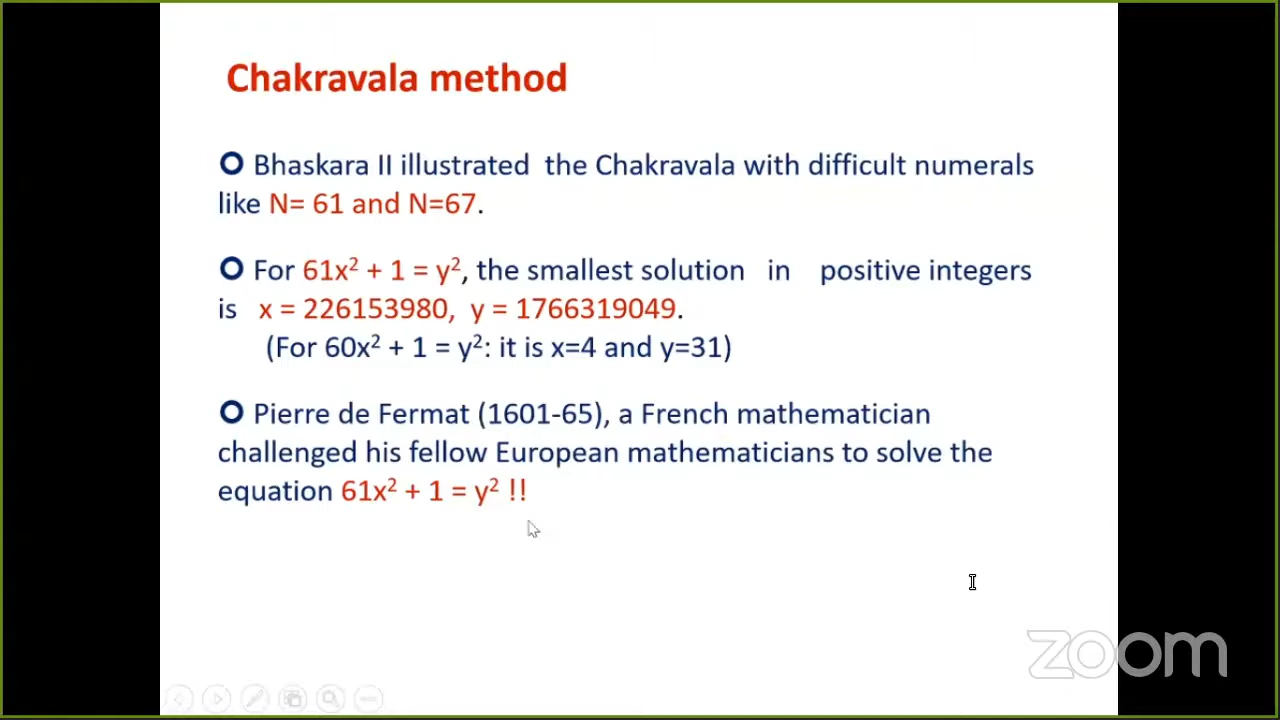 Chakravala method
Bhaskara II illustrated the Chakravala with difficult numerals
like N= 61 and N=67.
For 61x² + 1 = y², the smallest solution in positive integers
is x = 226153980, y = 1766319049.
(For 60x² + 1 = y²: it is x=4 and y=31)
Pierre de Fermat (1601-65), a French mathematician
challenged his fellow European mathematicians to solve the
equation 61x² + 1 = y² !!
zoom